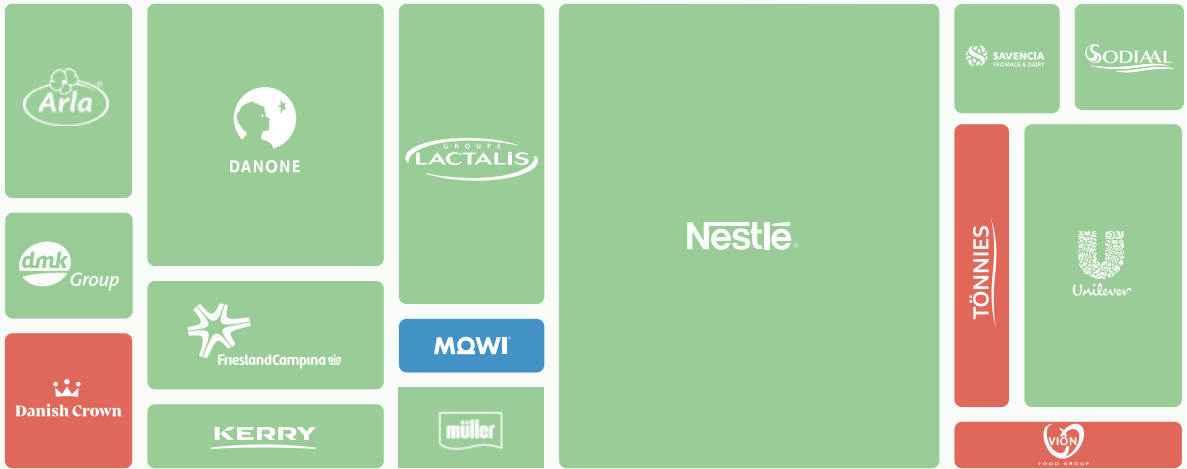 Arla
DANONE
GROUPE
LACTALIS
Nestlé
SAVENCIA
FROMAGE & DAIRY
SODIAAL
dmk
Group
FrieslandCampina
TÖNNIES
Unilever
MOWI
Danish Crown
KERRY
müller
VION
FOOD GROUP